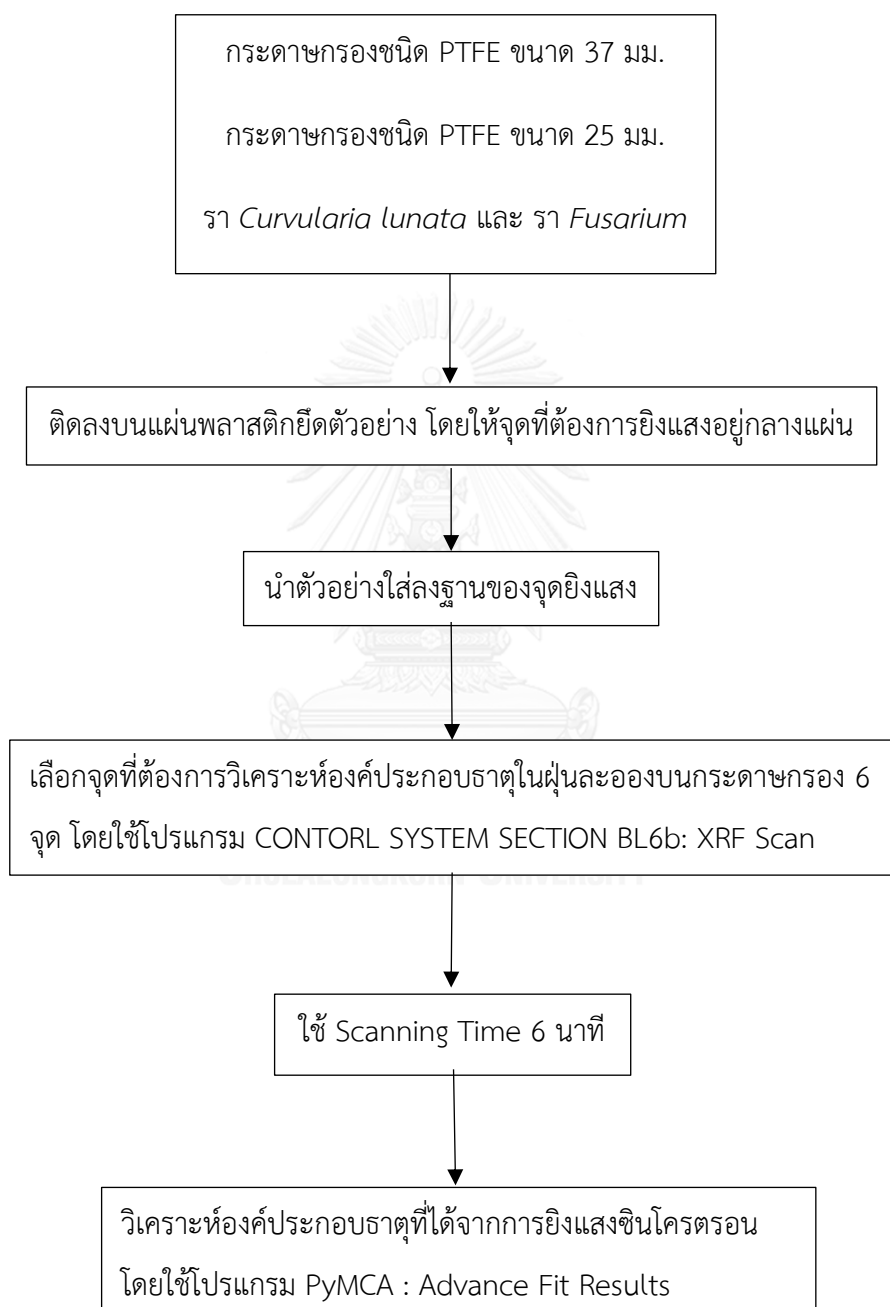 กระดาษกรองชนิด PTFE ขนาด 37 มม.
กระดาษกรองชนิด PTFE ขนาด 25 มม.
รา Curvularia lunata และ รา Fusarium
ติดลงบนแผ่นพลาสติกยึดตัวอย่าง โดยให้จุดที่ต้องการยิงแสงอยู่กลางแผ่น
นำตัวอย่างใส่ลงฐานของจุดยิงแสง
เลือกจุดที่ต้องการวิเคราะห์องค์ประกอบธาตุในฝุ่นละอองบนกระดาษกรอง 6
จุด โดยใช้โปรแกรม CONTORL SYSTEM SECTION BL6b: XRF Scan
ใช้ Scanning Time 6 นาที
วิเคราะห์องค์ประกอบธาตุที่ได้จากการยิงแสงซินโครตรอน
โดยใช้โปรแกรม PyMCA : Advance Fit Results